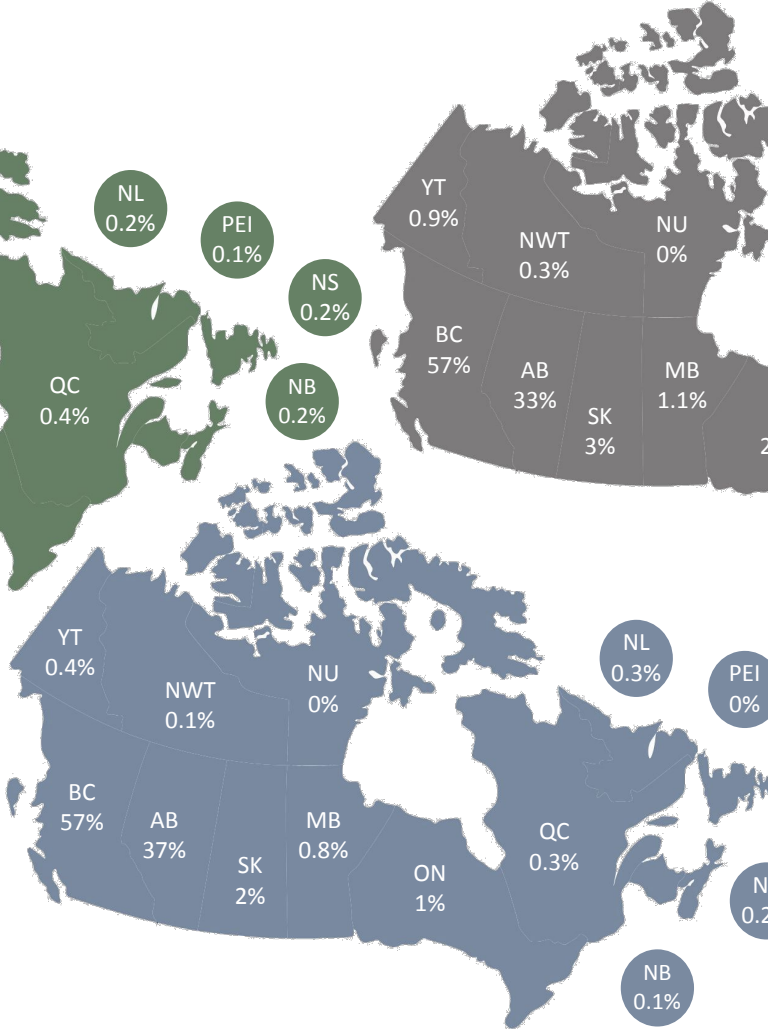 NL
0.2%
PEI
0.1%
NS
0.2%
QC
0.4%
NB
0.2%
YT
0.9%
NWT
0.3%
NU
0%
BC
57%
AB
33%
SK
3%
MB
1.1%
YT
0.4%
NWT
0.1%
NU
0%
BC
57%
AB
37%
SK
2%
MB
0.8%
ON
1%
QC
0.3%
NL
0.3%
PEI
0%
NB
0.1%